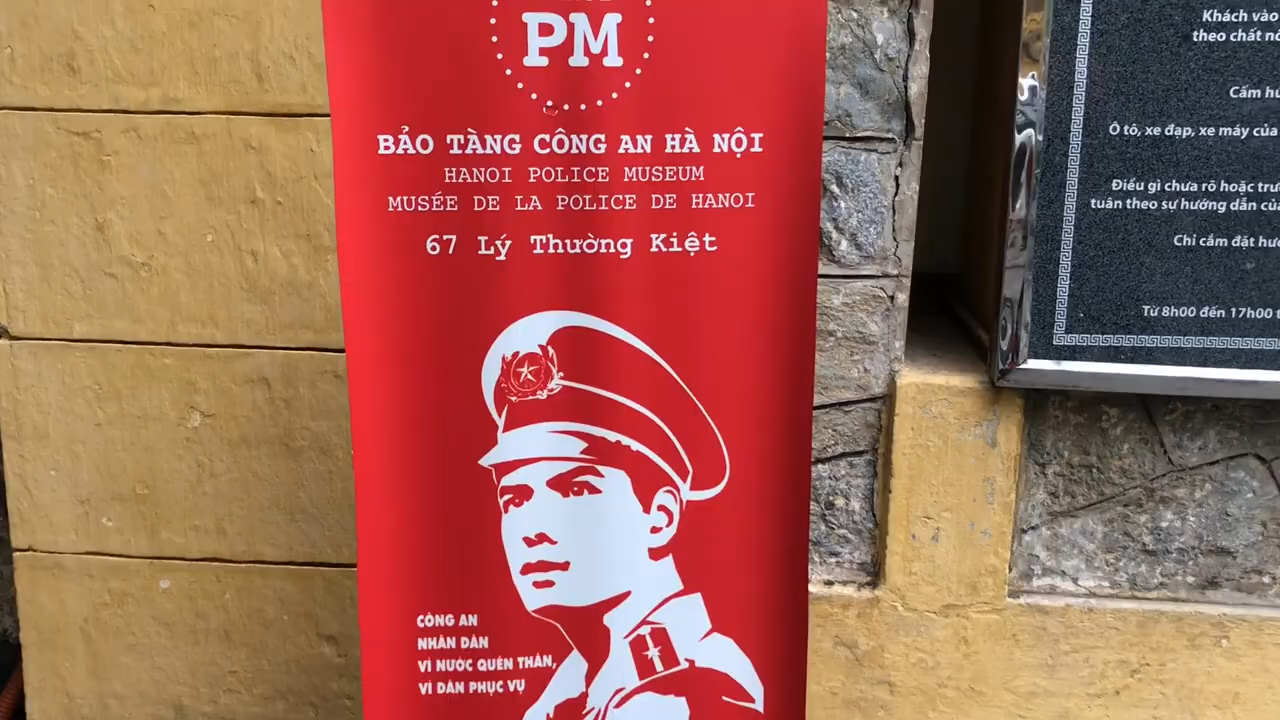 PM
BẢO TÀNG CÔNG AN HÀ NỘI
HANOI POLICE MUSEUM
MUSÉE DE LA POLICE DE HANOI
67 Lý Thường Kiệt
CÔNG AN
NHÂN DÂN
VÌ NƯỚC QUÊN THÂN,
VÌ DÂN PHỤC VỤ
Khách vào
theo chất
Cấm
Ô tô, xe đạp, xe máy của
Điều gì chưa rõ hoặc
tuân theo sự hướng dẫn
Chỉ cắm đặt
Từ 8h00 đến 17h00